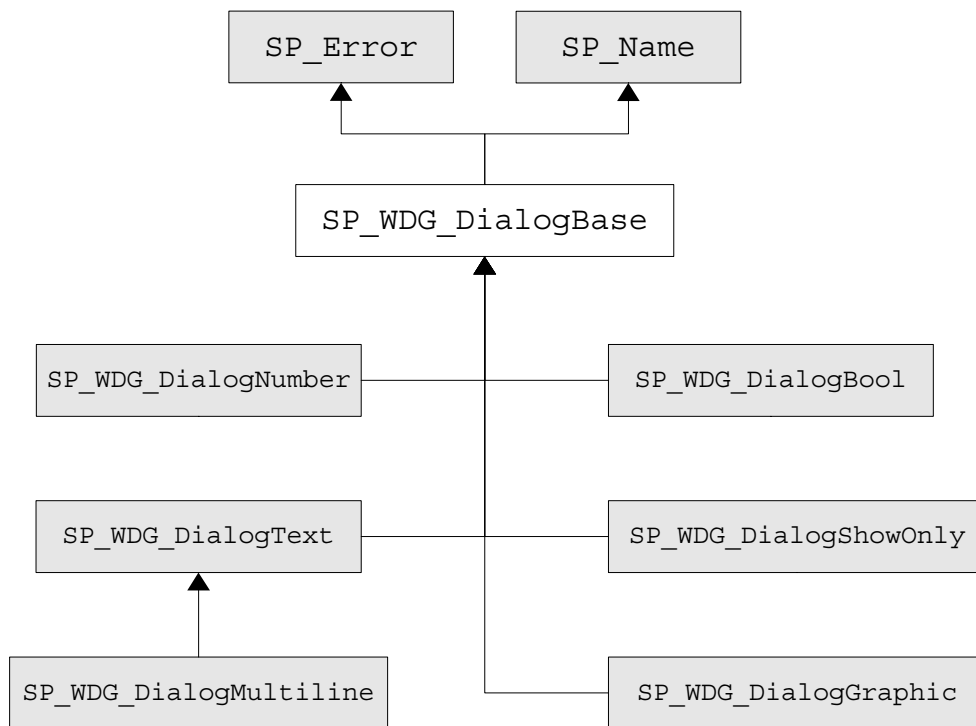 SP_Error
SP_Name
SP_WDG_DialogBase
SP_WDG_DialogNumber
SP_WDG_DialogBool
SP_WDG_DialogText
SP_WDG_DialogShowOnly
SP_WDG_DialogMultiline
SP_WDG_DialogGraphic